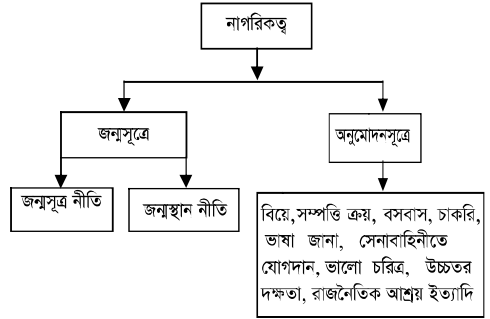 নাগরিকত্ব
জন্মসূত্রে
অনুমোদনসূত্রে
জন্মসূত্র নীতি
জন্মস্থান নীতি
বিয়ে,সম্পত্তি ক্রয়, বসবাস, চাকরি,
ভাষা জানা, সেনাবাহিনীতে
যোগদান, ভালো চরিত্র, উচ্চতর
দক্ষতা, রাজনৈতিক আশ্রয় ইত্যাদি